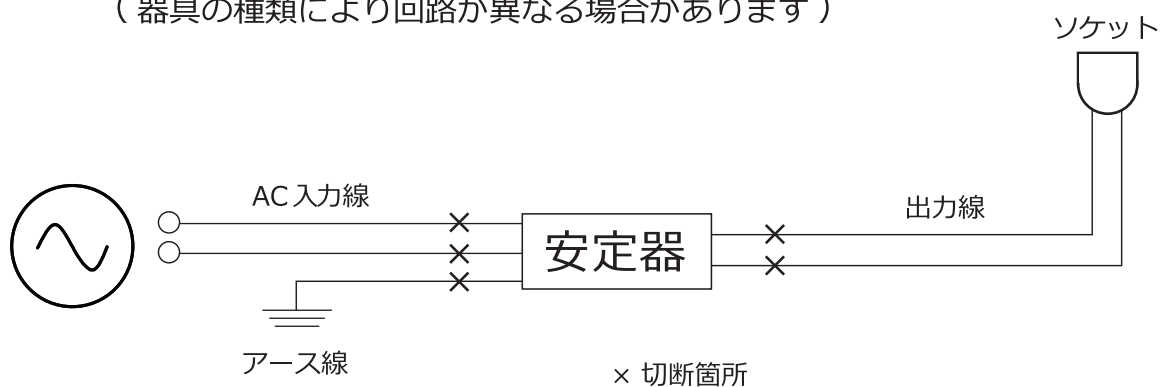 （ 器具の種類により回路が異なる場合があります ）
ソケット
AC入力線
出力線
安定器
アース線
× 切断箇所